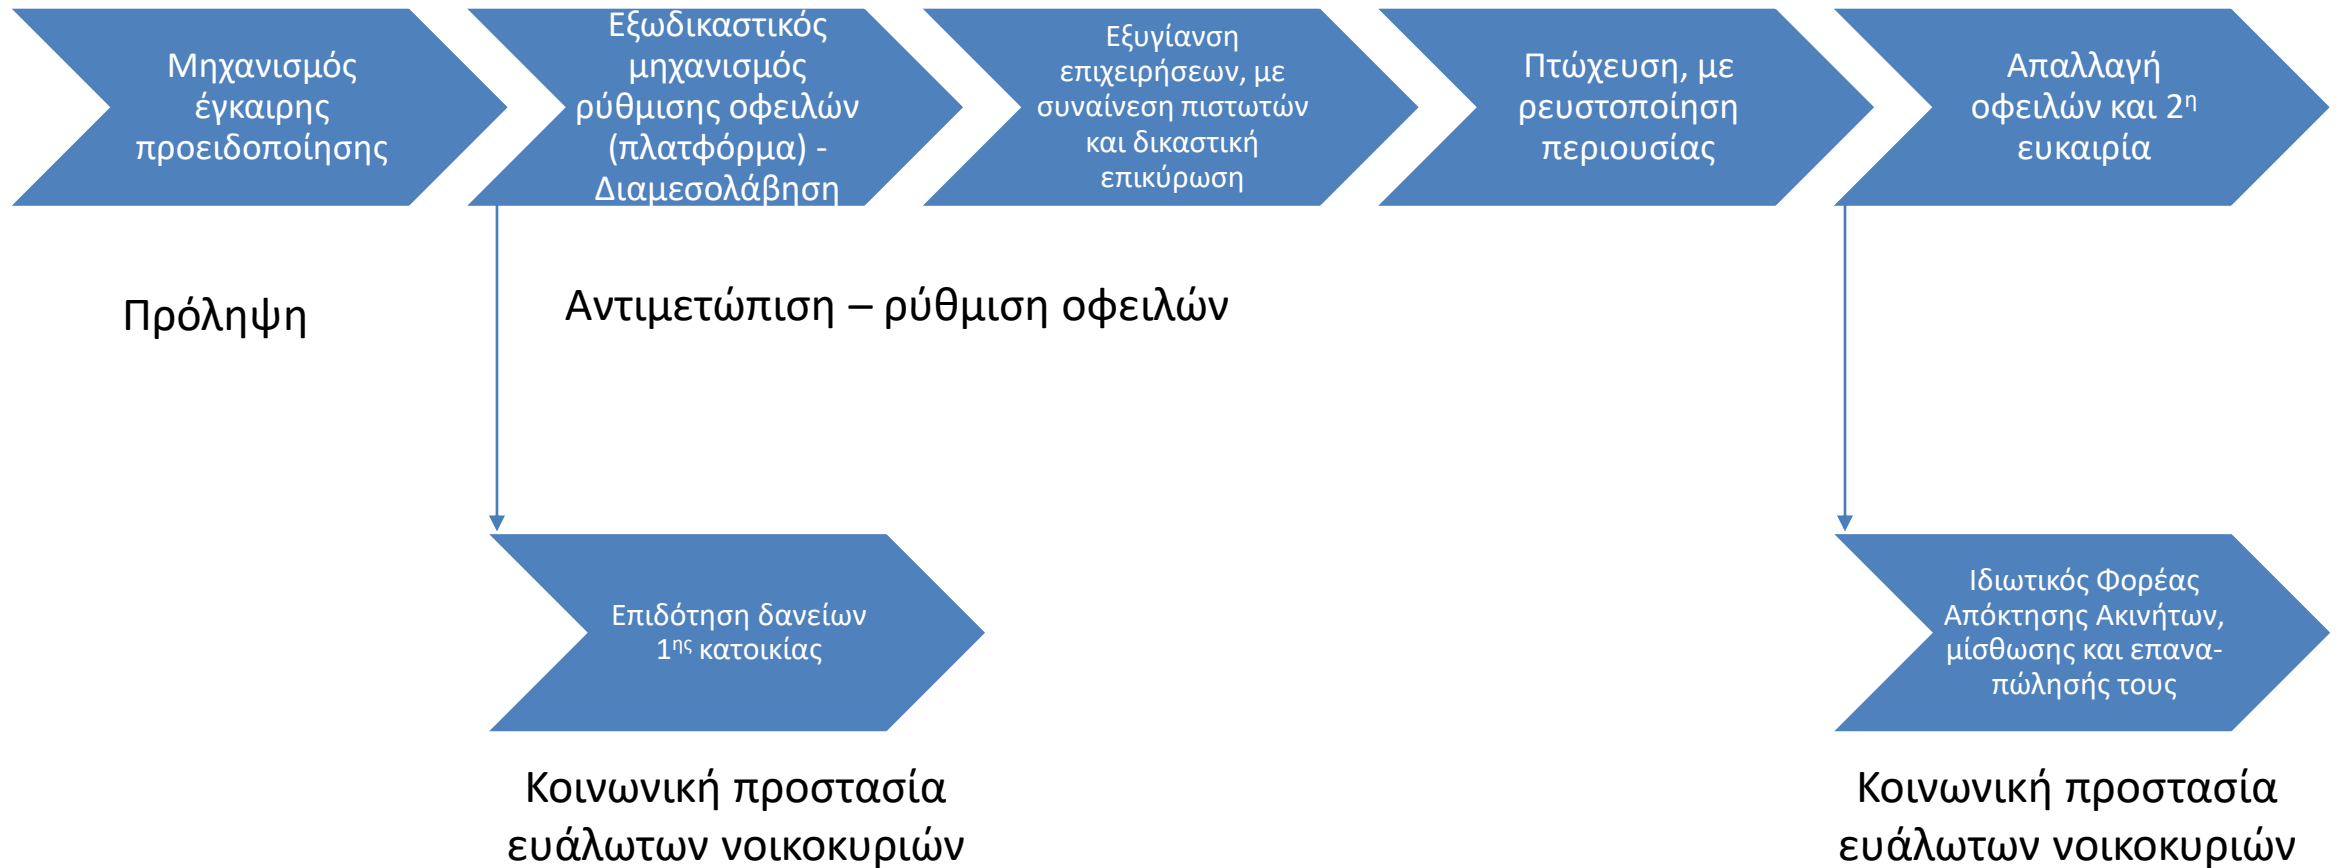 Μηχανισμός
έγκαιρης
προειδοποίησης
Εξωδικαστικός
μηχανισμός
ρύθμισης οφειλών
(πλατφόρμα) -
Διαμεσολάβηση
Εξυγίανση
επιχειρήσεων, με
συναίνεση πιστωτών
και δικαστική
επικύρωση
Πτώχευση, με
ρευστοποίηση
περιουσίας
Απαλλαγή
οφειλών και 2η
ευκαιρία
Πρόληψη
Αντιμετώπιση – ρύθμιση οφειλών
Επιδότηση δανείων
1ης κατοικίας
Ιδιωτικός Φορέας
Απόκτησης Ακινήτων,
μίσθωσης και επανα-
πώλησής τους
Κοινωνική προστασία
ευάλωτων νοικοκυριών
Κοινωνική προστασία
ευάλωτων νοικοκυριών